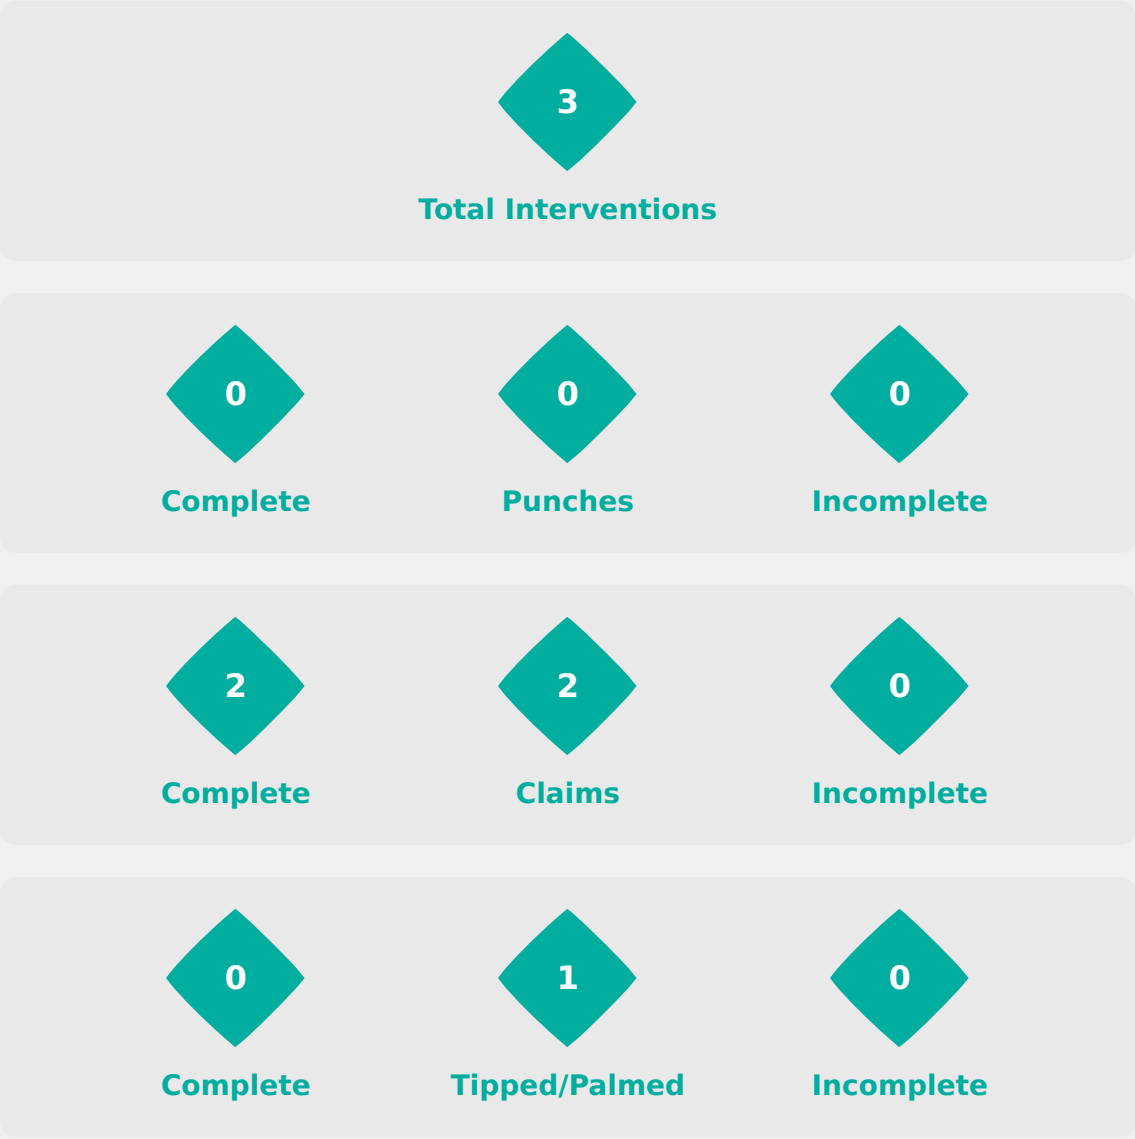 3
Total Interventions
0 0 0
Complete Punches Incomplete
2 2 0
Complete Claims Incomplete
0 1 0
Complete Tipped/Palmed Incomplete